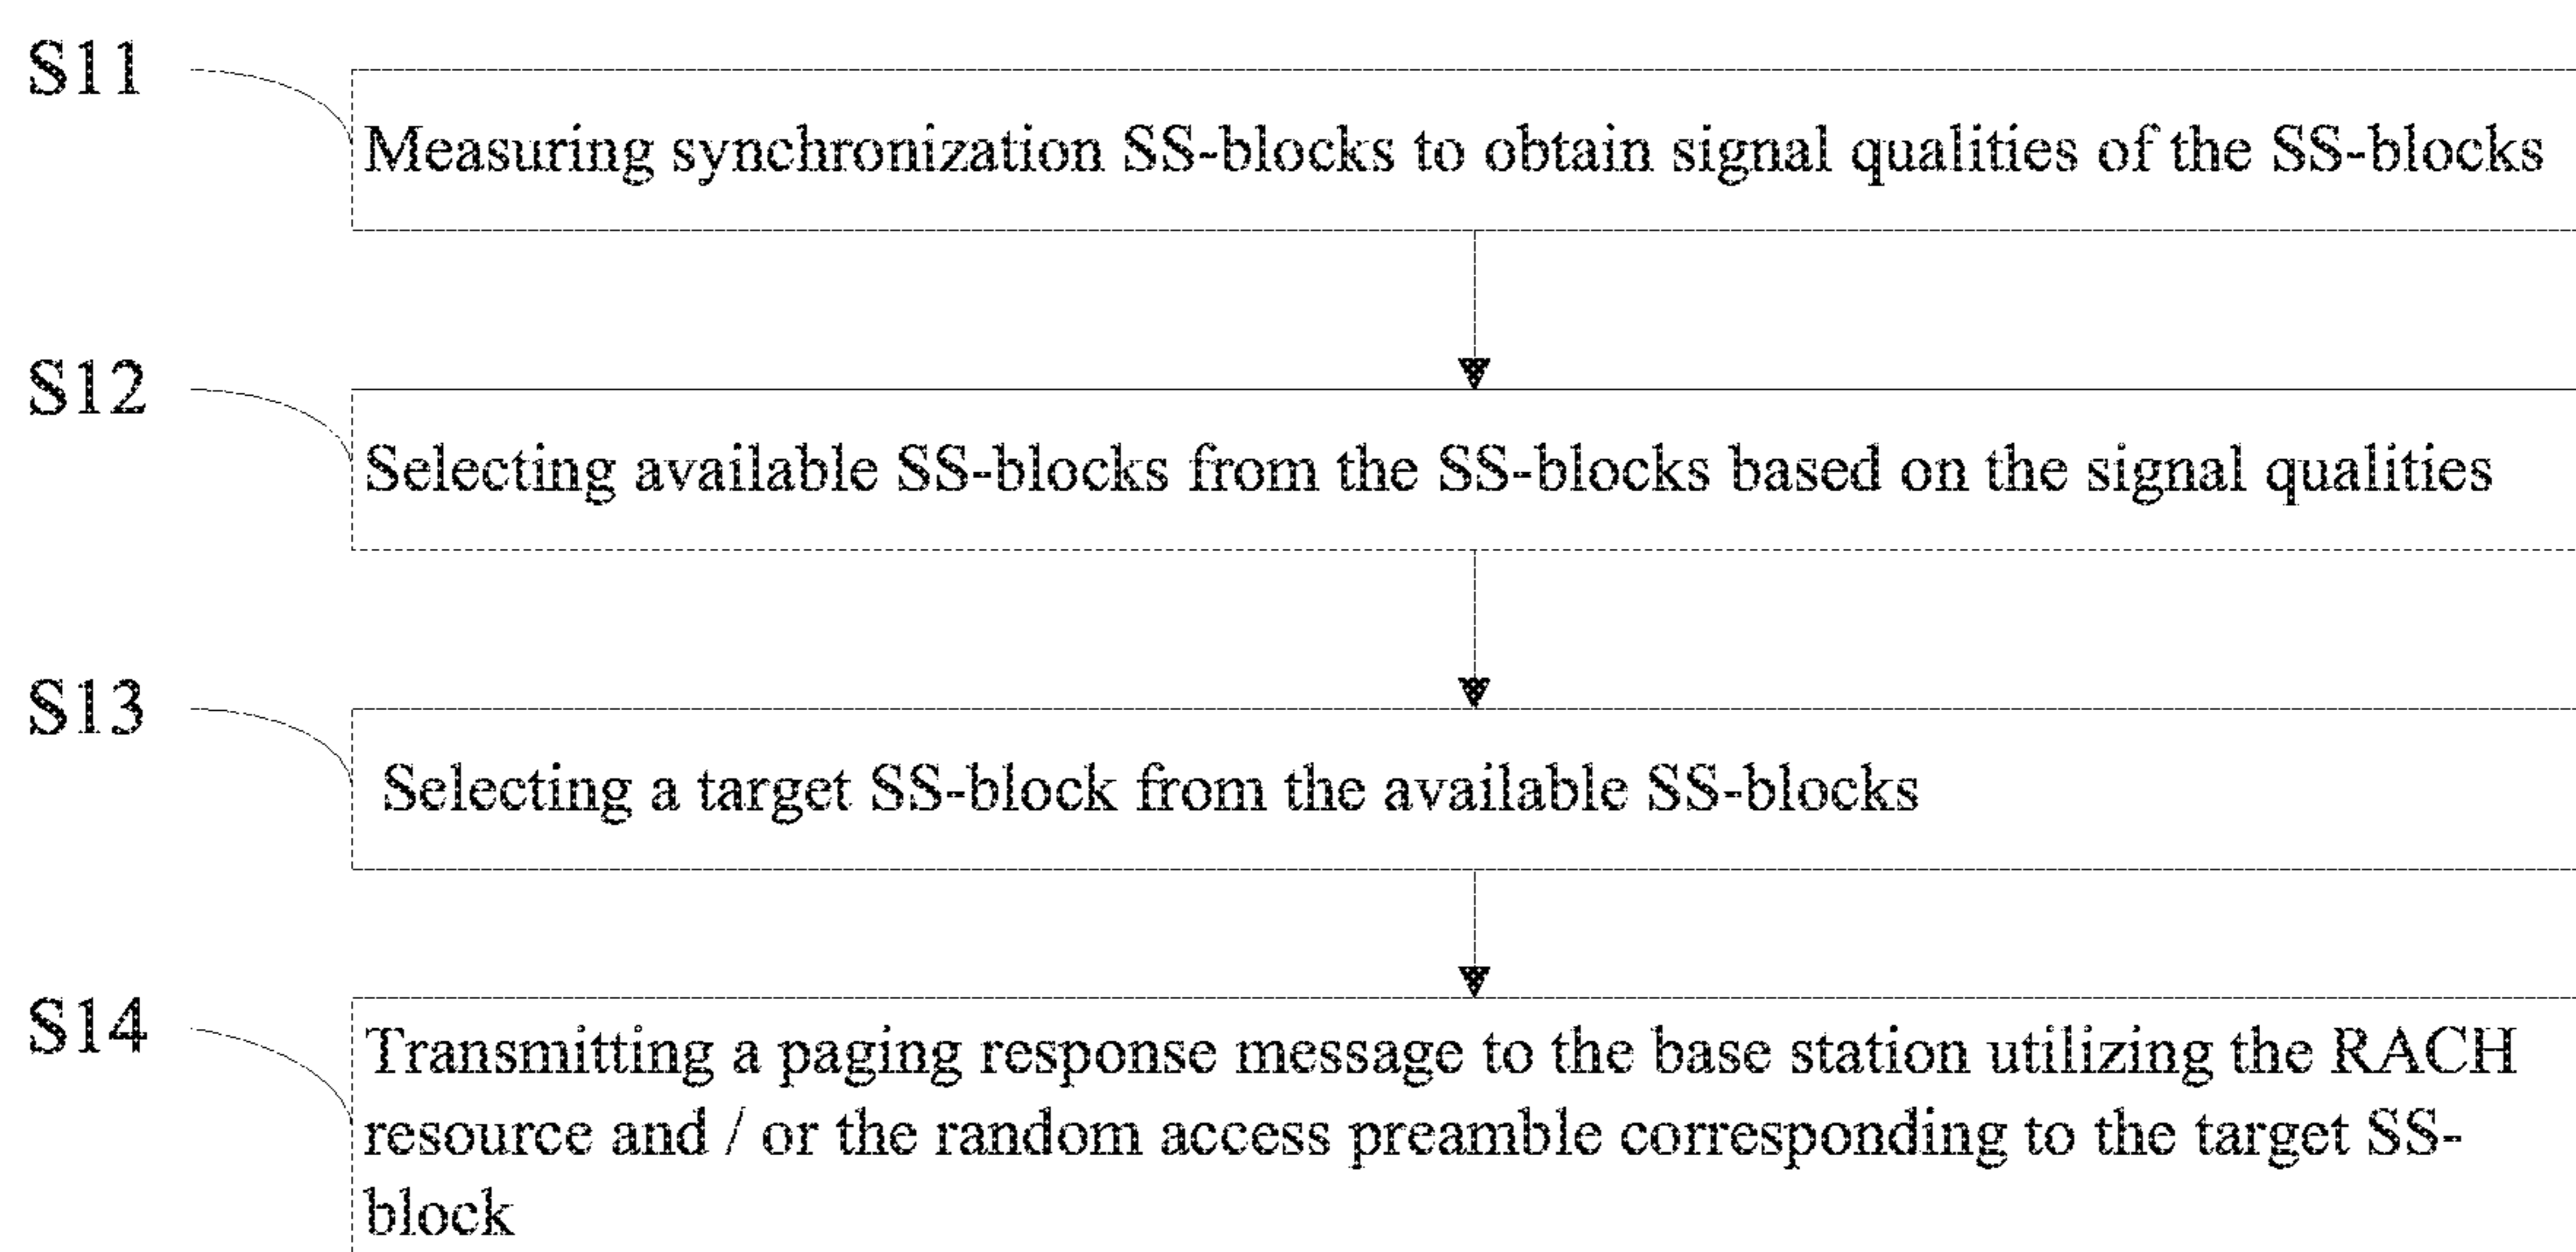 S11
Measuring synchronization SS-blocks to obtain signal qualities of the SS-blocks
S12
Selecting available SS-blocks from the SS-blocks based on the signal qualities
S13
Selecting a target SS-block from the available SS-blocks
S14
Transmitting a paging response message to the base station utilizing the RACH
resource and / or the random access preamble corresponding to the target SS-
block